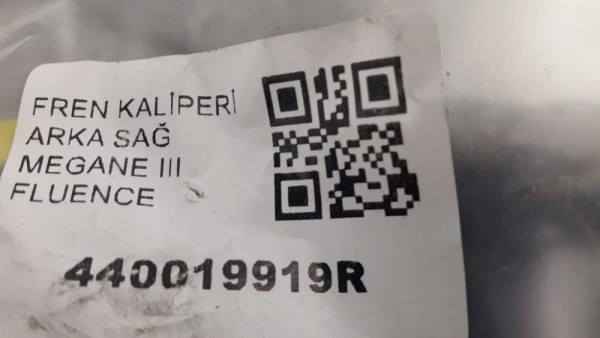 FREN KALİPERİ
ARKA SAĞ
MEGANE III
FLUENCE
440019919R